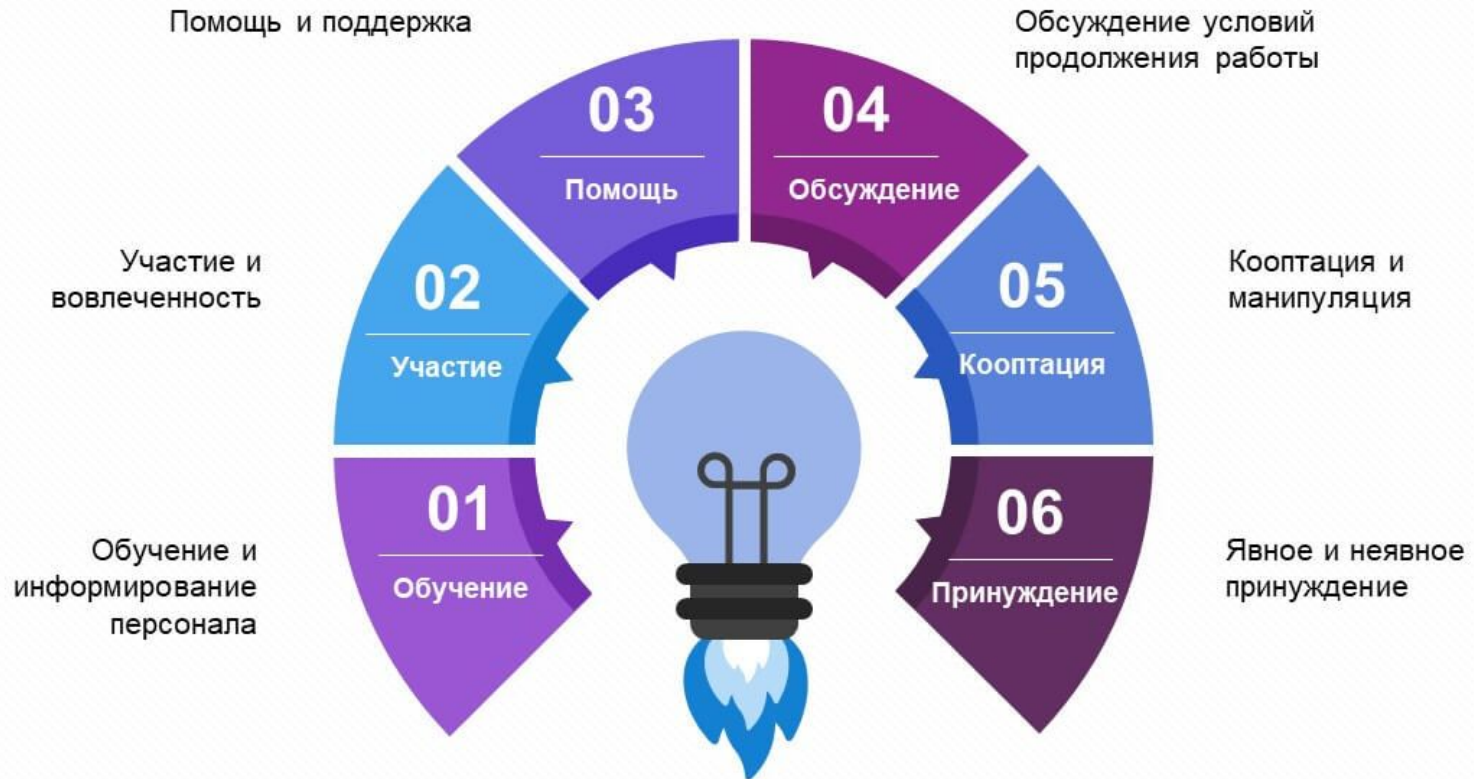 Помощь и поддержка
Обсуждение условий
продолжения работы
03
Помощь
04
Обсуждение
Участие и
вовлеченность
02
Участие
05
Кооптация
Кооптация и
манипуляция
Обучение и
информирование
персонала
01
Обучение
06
Принуждение
Явное и неявное
принуждение